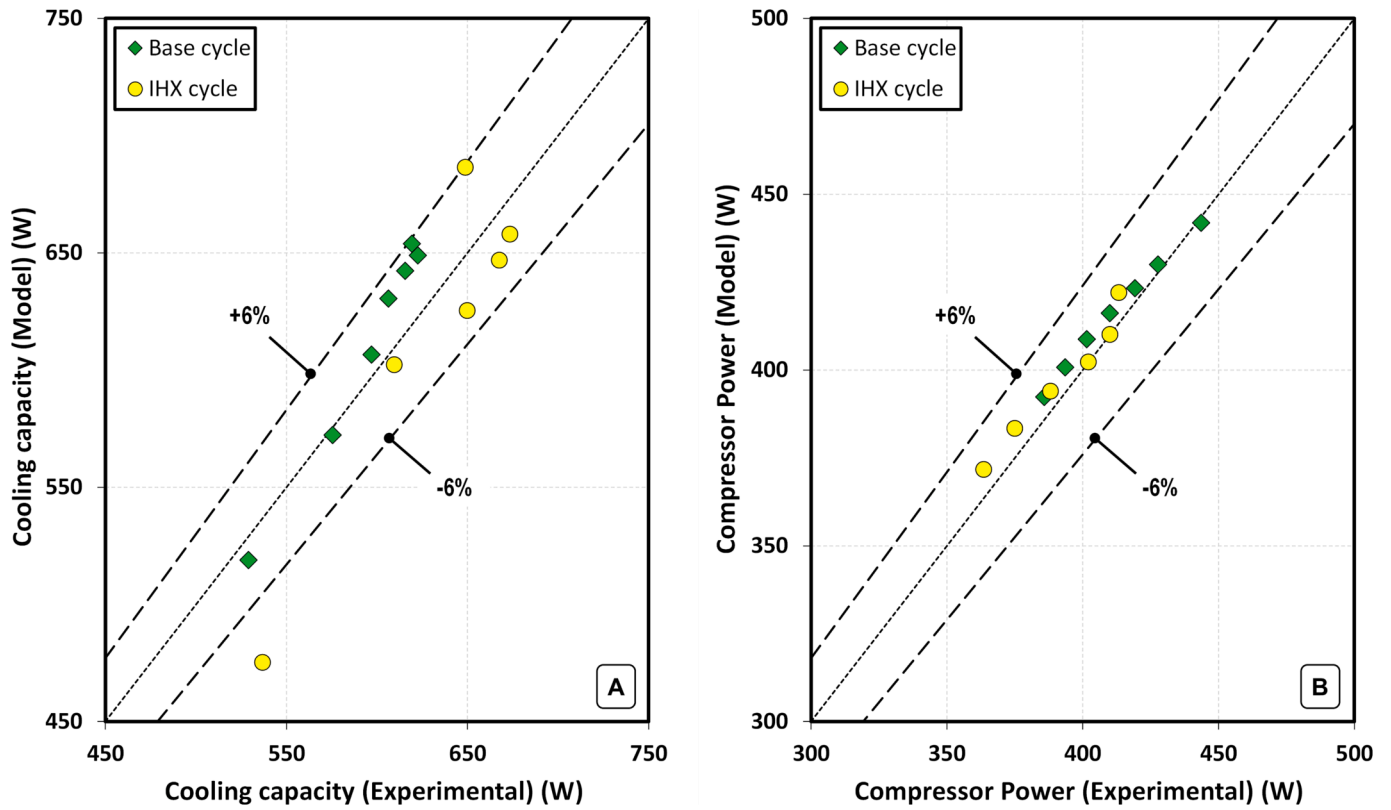 750
650
550
450
450
550
650
750
Cooling capacity (Model) (W)
Cooling capacity (Experimental) (W)
Base cycle
IHX cycle
+6%
-6%
A
500
450
400
350
300
300
350
400
450
500
Compressor Power (Model) (W)
Compressor Power (Experimental) (W)
Base cycle
IHX cycle
+6%
-6%
B